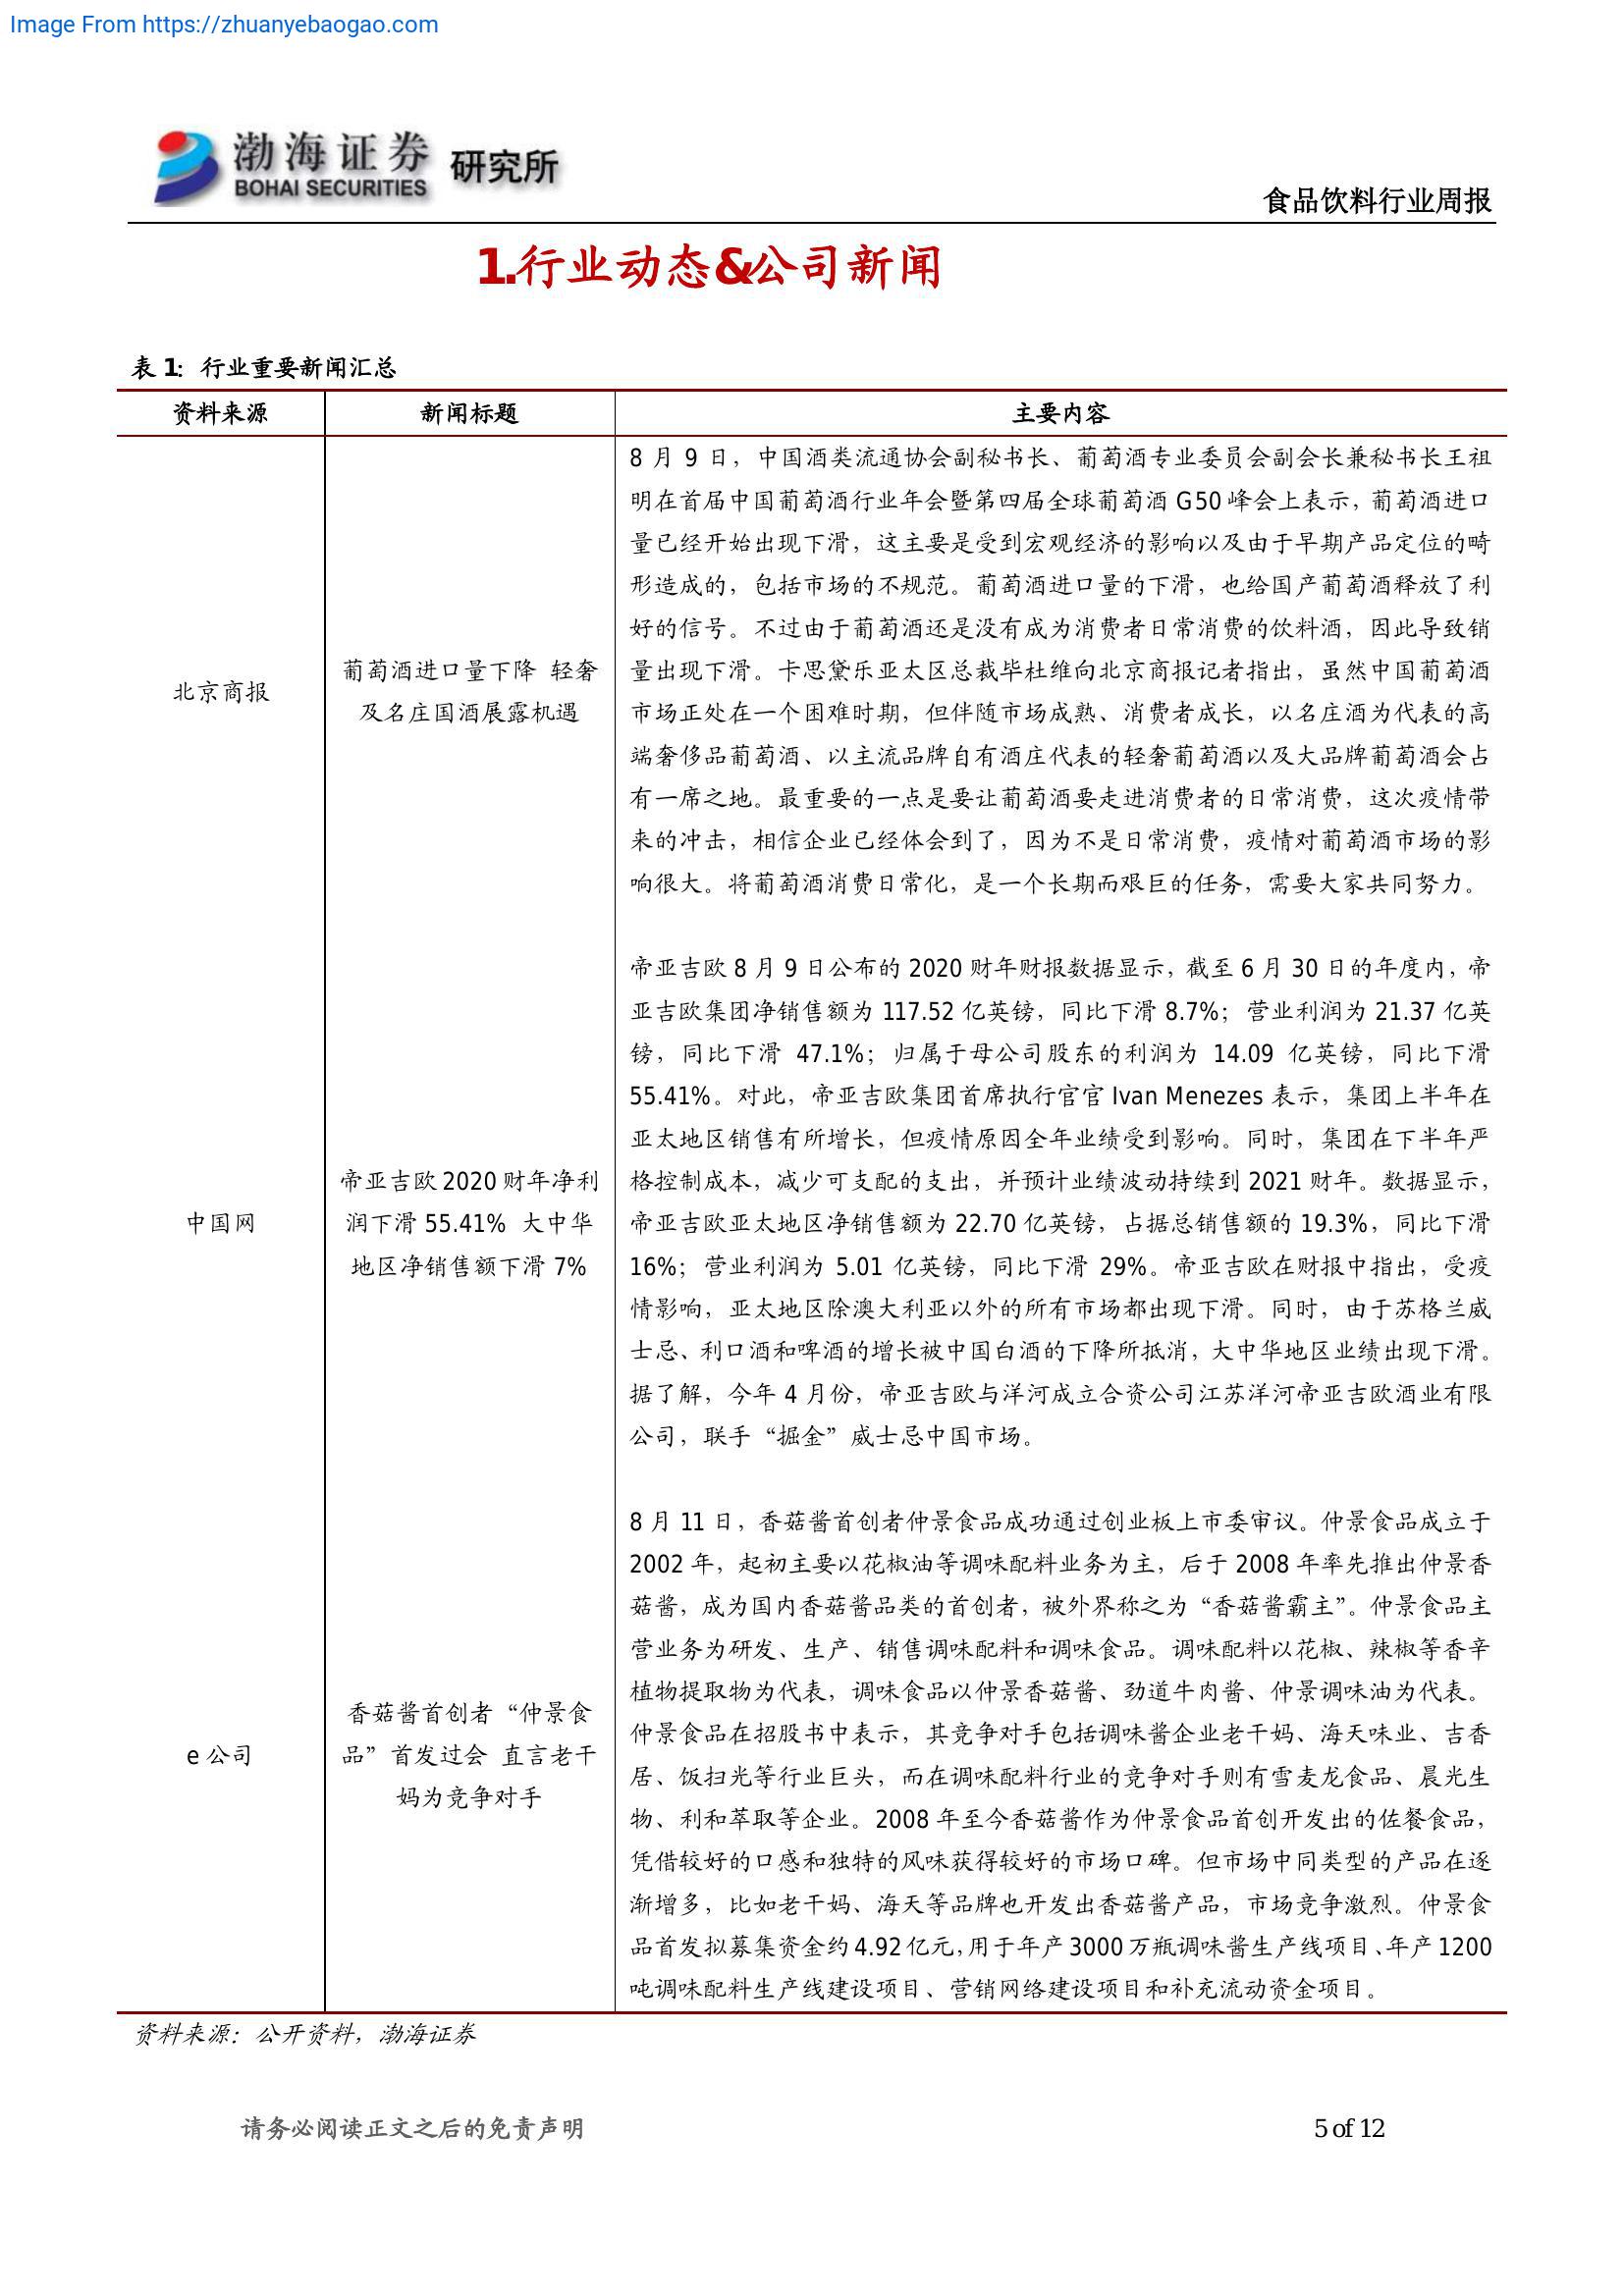 Image From https://zhuanyebaogao.com
渤海证券 研究所
BOHAI SECURITIES
食品饮料行业周报
1.行业动态&公司新闻
表 1: 行业重要新闻汇总
资料来源 新闻标题 主要内容
北京商报
葡萄酒进口量下降 轻奢
及名庄国酒展露机遇
8 月 9 日，中国酒类流通协会副秘书长、葡萄酒专业委员会副会长兼秘书长王祖
明在首届中国葡萄酒行业年会暨第四届全球葡萄酒 G50 峰会上表示，葡萄酒进口
量已经开始出现下滑，这主要是受到宏观经济的影响以及由于早期产品定位的畸
形造成的，包括市场的不规范。葡萄酒进口量的下滑，也给国产葡萄酒释放了利
好的信号。不过由于葡萄酒还是没有成为消费者日常消费的饮料酒，因此导致销
量出现下滑。卡思黛乐亚太区总裁毕杜维向北京商报记者指出，虽然中国葡萄酒
市场正处在一个困难时期，但伴随市场成熟、消费者成长，以名庄酒为代表的高
端奢侈品葡萄酒、以主流品牌自有酒庄代表的轻奢葡萄酒以及大品牌葡萄酒会占
有一席之地。最重要的一点是要让葡萄酒要走进消费者的日常消费，这次疫情带
来的冲击，相信企业已经体会到了，因为不是日常消费，疫情对葡萄酒市场的影
响很大。将葡萄酒消费日常化，是一个长期而艰巨的任务，需要大家共同努力。
中国网
帝亚吉欧 2020 财年净利
润下滑 55.41% 大中华
地区净销售额下滑 7%
帝亚吉欧 8 月 9 日公布的 2020 财年财报数据显示，截至 6 月 30 日的年度内，帝
亚吉欧集团净销售额为 117.52 亿英镑，同比下滑 8.7%；营业利润为 21.37 亿英
镑，同比下滑 47.1%；归属于母公司股东的利润为 14.09 亿英镑，同比下滑
55.41%。对此，帝亚吉欧集团首席执行官官 Ivan Menezes 表示，集团上半年在
亚太地区销售有所增长，但疫情原因全年业绩受到影响。同时，集团在下半年严
格控制成本，减少可支配的支出，并预计业绩波动持续到 2021 财年。数据显示，
帝亚吉欧亚太地区净销售额为 22.70 亿英镑，占据总销售额的 19.3%，同比下滑
16%；营业利润为 5.01 亿英镑，同比下滑 29%。帝亚吉欧在财报中指出，受疫
情影响，亚太地区除澳大利亚以外的所有市场都出现下滑。同时，由于苏格兰威
士忌、利口酒和啤酒的增长被中国白酒的下降所抵消，大中华地区业绩出现下滑。
据了解，今年 4 月份，帝亚吉欧与洋河成立合资公司江苏洋河帝亚吉欧酒业有限
公司，联手“掘金”威士忌中国市场。
e 公司
香菇酱首创者“仲景食
品”首发过会 直言老干
妈为竞争对手
8 月 11 日，香菇酱首创者仲景食品成功通过创业板上市委审议。仲景食品成立于
2002 年，起初主要以花椒油等调味配料业务为主，后于 2008 年率先推出仲景香
菇酱，成为国内香菇酱品类的首创者，被外界称之为“香菇酱霸主”。仲景食品主
营业务为研发、生产、销售调味配料和调味食品。调味配料以花椒、辣椒等香辛
植物提取物为代表，调味食品以仲景香菇酱、劲道牛肉酱、仲景调味油为代表。
仲景食品在招股书中表示，其竞争对手包括调味酱企业老干妈、海天味业、吉香
居、饭扫光等行业巨头，而在调味配料行业的竞争对手则有雪麦龙食品、晨光生
物、利和萃取等企业。2008 年至今香菇酱作为仲景食品首创开发出的佐餐食品，
凭借较好的口感和独特的风味获得较好的市场口碑。但市场中同类型的产品在逐
渐增多，比如老干妈、海天等品牌也开发出香菇酱产品，市场竞争激烈。仲景食
品首发拟募集资金约 4.92 亿元，用于年产 3000 万瓶调味酱生产线项目、年产 1200
吨调味配料生产线建设项目、营销网络建设项目和补充流动资金项目。
资料来源：公开资料，渤海证券
请务必阅读正文之后的免责声明 5 of 12